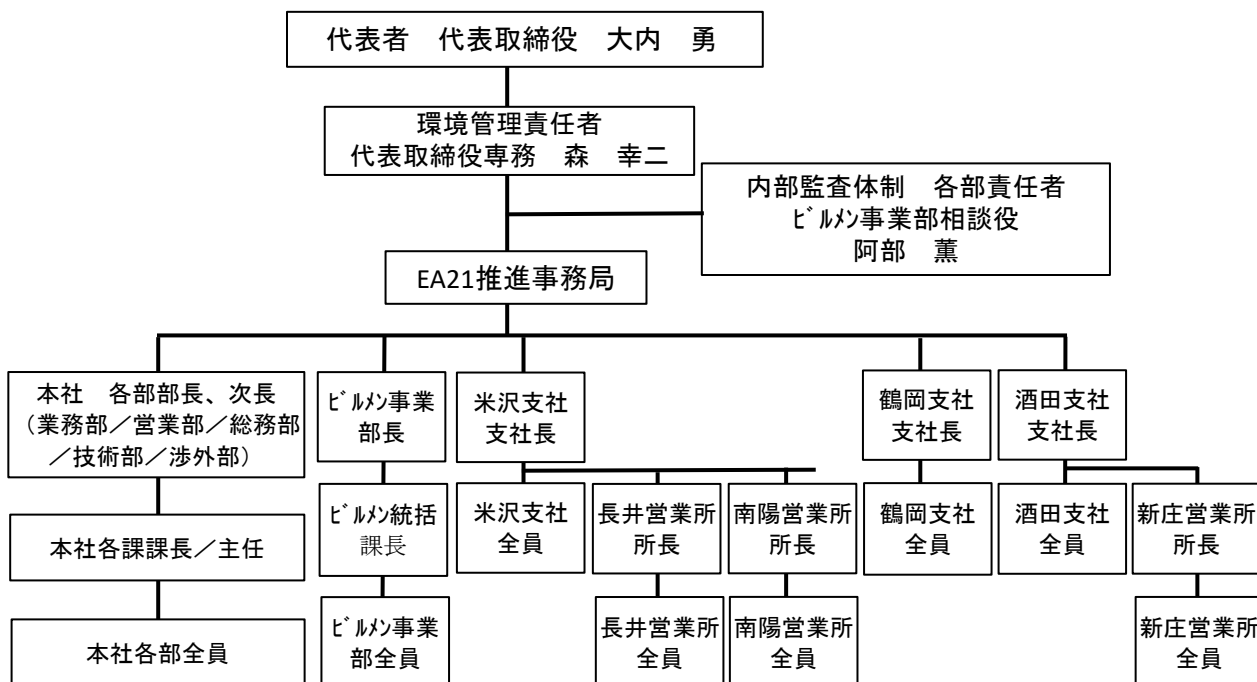 代表者　代表取締役　大内　勇
環境管理責任者
代表取締役専務　森　幸二
内部監査体制　各部責任者
ﾋﾞﾙﾒﾝ事業部相談役
阿部　薫
EA21推進事務局
本社　各部部長、次長
（業務部／営業部／総務部
／技術部／渉外部）
ﾋﾞﾙﾒﾝ事業
部長
米沢支社
支社長
鶴岡支社
支社長
酒田支社
支社長
本社各課課長／主任
ﾋﾞﾙﾒﾝ統括
課長
米沢支社
全員
長井営業所
所長
南陽営業所
所長
鶴岡支社
全員
酒田支社
全員
新庄営業所
所長
本社各部全員
ﾋﾞﾙﾒﾝ事業
部全員
長井営業所
全員
南陽営業所
全員
新庄営業所
全員